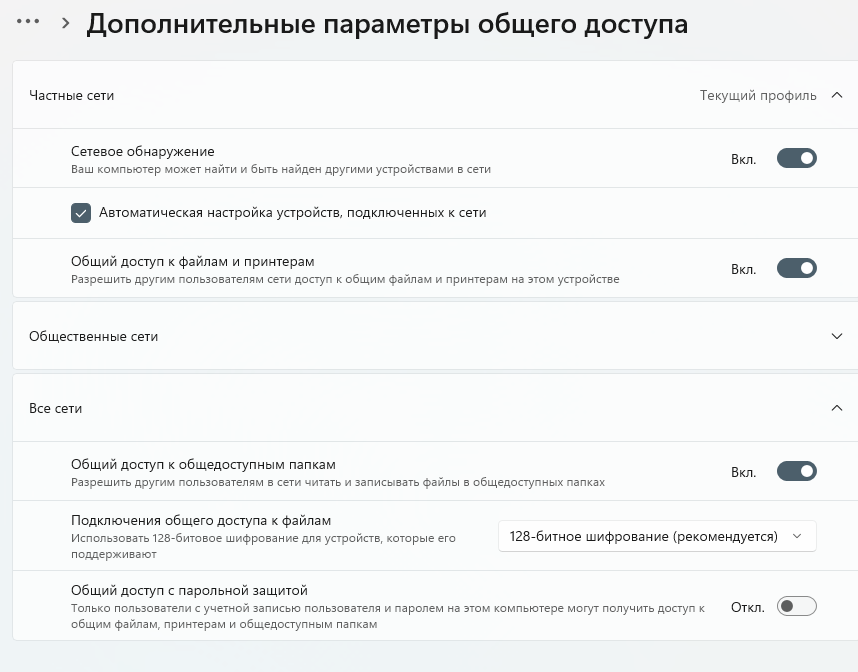 ... > Дополнительные параметры общего доступа
Частные сети Текущий профиль
Сетевое обнаружение
Ваш компьютер может найти и быть найден другими устройствами в сети
Вкл.
Автоматическая настройка устройств, подключенных к сети
Общий доступ к файлам и принтерам
Разрешить другим пользователям сети доступ к общим файлам и принтерам на этом устройстве
Вкл.
Общественные сети
Все сети
Общий доступ к общедоступным папкам
Разрешить другим пользователям в сети читать и записывать файлы в общедоступных папках
Вкл.
Подключения общего доступа к файлам
Использовать 128-битовое шифрование для устройств, которые его
поддерживают
128-битное шифрование (рекомендуется)
Общий доступ с парольной защитой
Только пользователи с учетной записью пользователя и паролем на этом компьютере могут получить доступ к
общим файлам, принтерам и общедоступным папкам
Откл.